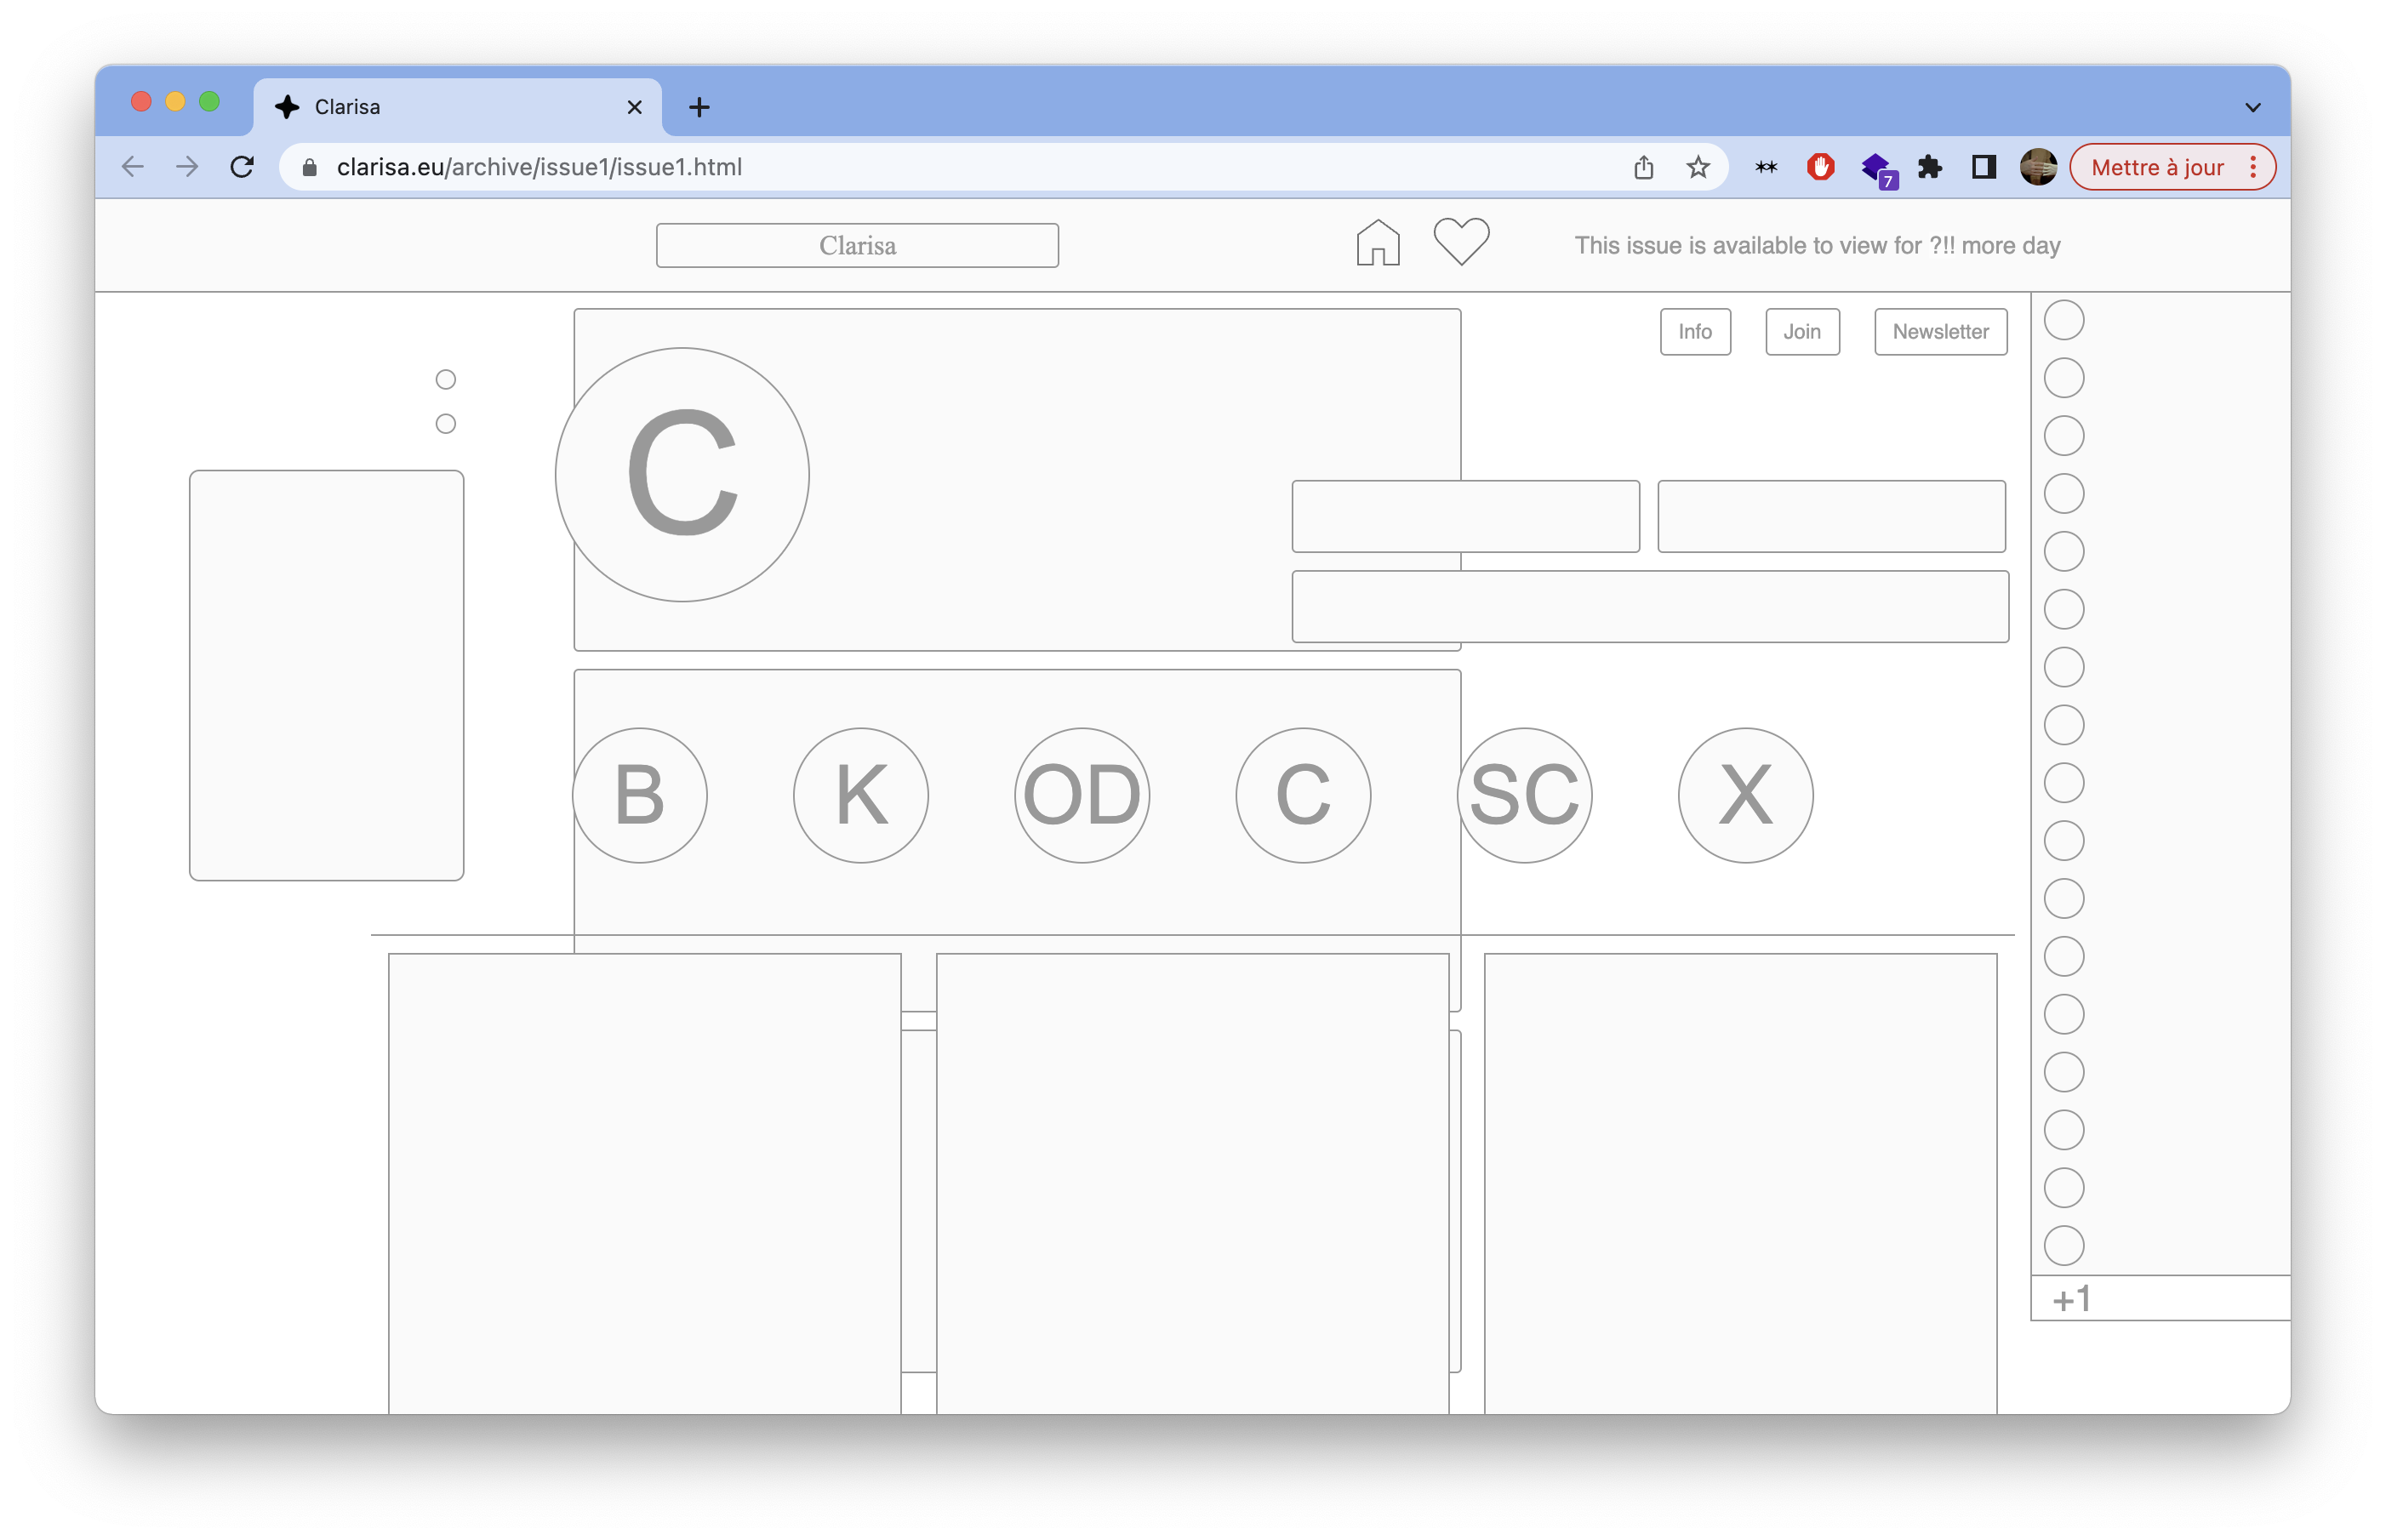 Clarisa
clarisa.eu/archive/issue1/issue1.html
7
Mettre à jour
Clarisa
This issue is available to view for ?!! more day
Info
Join
Newsletter
C
B
K
OD
C
SC
X
+1